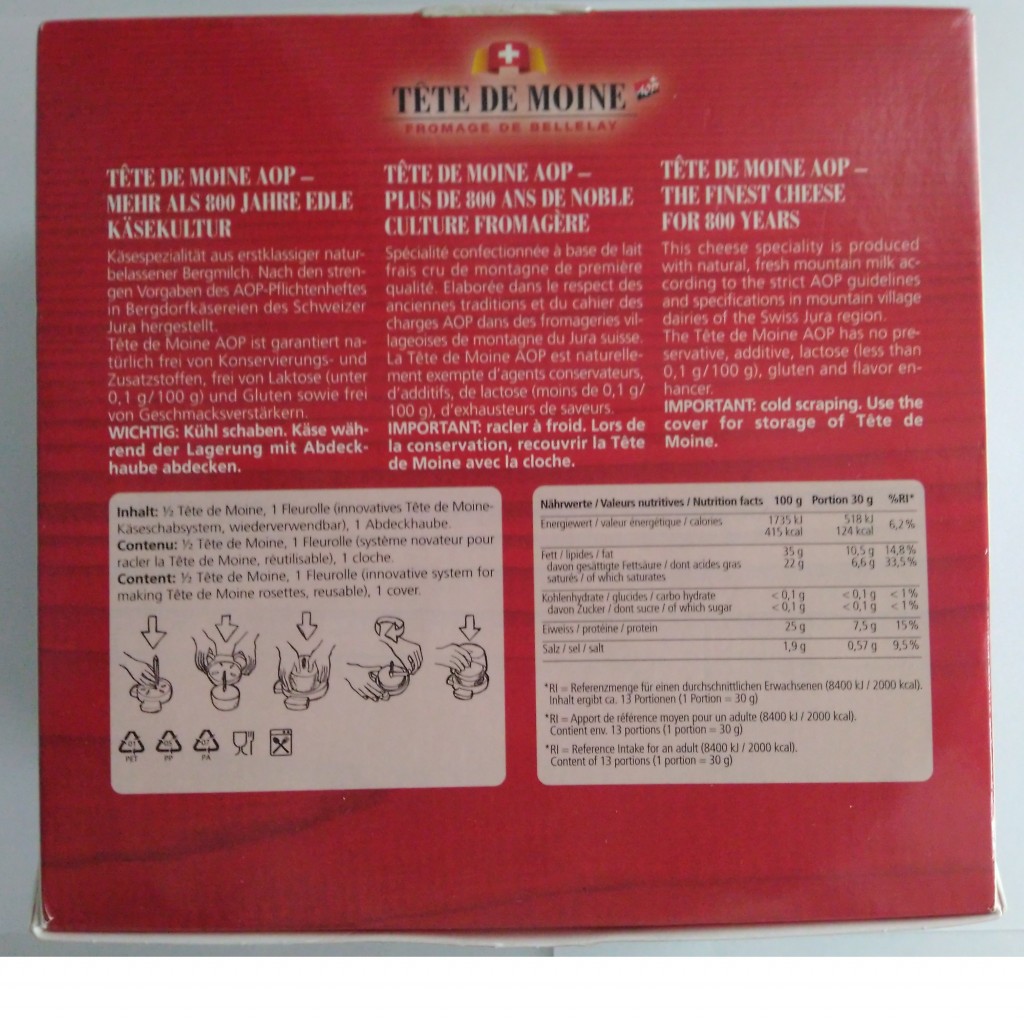 TÊTE DE MOINE AOP
FROMAGE DE BELLELAY
TÊTE DE MOINE AOP –
MEHR ALS 800 JAHRE EDLE
KÄSEKULTUR
Käsespezialität aus erstklassiger natur-
belassener Bergmilch. Nach den stren-
gen Vorgaben des AOP-Pflichtenheftes
in Bergdorfkäsereien des Schweizer
Jura hergestellt.
Tête de Moine AOP ist garantiert na-
türlich frei von Konservierungs- und
Zusatzstoffen, frei von Laktose (unter
0,1 g/100 g) und Gluten sowie frei
von Geschmacksverstärkern.
WICHTIG: Kühl schaben. Käse wäh-
rend der Lagerung mit Abdeck-
haube abdecken.
TÊTE DE MOINE AOP –
PLUS DE 800 ANS DE NOBLE
CULTURE FROMAGÈRE
Spécialité confectionnée à base de lait
frais cru de montagne de première
qualité. Elaborée dans le respect des
anciennes traditions et du cahier des
charges AOP dans des fromageries vil-
lageoises de montagne du Jura suisse.
La Tête de Moine AOP est naturelle-
ment exempte d'agents conservateurs,
d'additifs, de lactose (moins de 0,1 g/
100 g), d'exhausteurs de saveurs.
IMPORTANT: racler à froid. Lors de
la conservation, recouvrir la Tête
de Moine avec la cloche.
TÊTE DE MOINE AOP –
THE FINEST CHEESE
FOR 800 YEARS
This cheese speciality is produced
with natural, fresh mountain milk ac-
cording to the strict AOP guidelines
and specifications in mountain village
dairies of the Swiss Jura region.
The Tête de Moine AOP has no pre-
servative, additive, lactose (less than
0,1 g/100 g), gluten and flavor en-
hancer.
IMPORTANT: cold scraping. Use the
cover for storage of Tête de
Moine.
Inhalt: ½ Tête de Moine, 1 Fleurolle (innovatives Tête de Moine-
Käseschabsystem, wiederverwendbar), 1 Abdeckhaube.
Contenu: ½ Tête de Moine, 1 Fleurolle (système novateur pour
racler la Tête de Moine, réutilisable), 1 cloche.
Content: ½ Tête de Moine, 1 Fleurolle (innovative system for
making Tête de Moine rosettes, reusable), 1 cover.
01 05 07
PET PP PA
Nährwerte / Valeurs nutritives / Nutrition facts 100 g Portion 30 g %RI*
Energiewert / valeur énergétique / calories 1735 kJ 518 kJ 6,2%
415 kcal 124 kcal
Fett / lipides / fat 35 g 10,5 g 14,8%
davon gesättigte Fettsäure / dont acides gras 22 g 6,6 g 33,5%
saturés / of which saturates
Kohlenhydrate / glucides / carbo hydrate < 0,1 g < 0,1 g < 1%
davon Zucker / dont sucre / of which sugar < 0,1 g < 0,1 g < 1%
Eiweiss / protéine / protein 25 g 7,5 g 15%
Salz / sel / salt 1,9 g 0,57 g 9,5%
*RI = Referenzmenge für einen durchschnittlichen Erwachsenen (8400 kJ / 2000 kcal).
Inhalt ergibt ca. 13 Portionen (1 Portion = 30 g)
*RI = Apport de référence moyen pour un adulte (8400 kJ / 2000 kcal).
Contient env. 13 portions (1 portion = 30 g)
*RI = Reference Intake for an adult (8400 kJ / 2000 kcal).
Content of 13 portions (1 portion = 30 g)